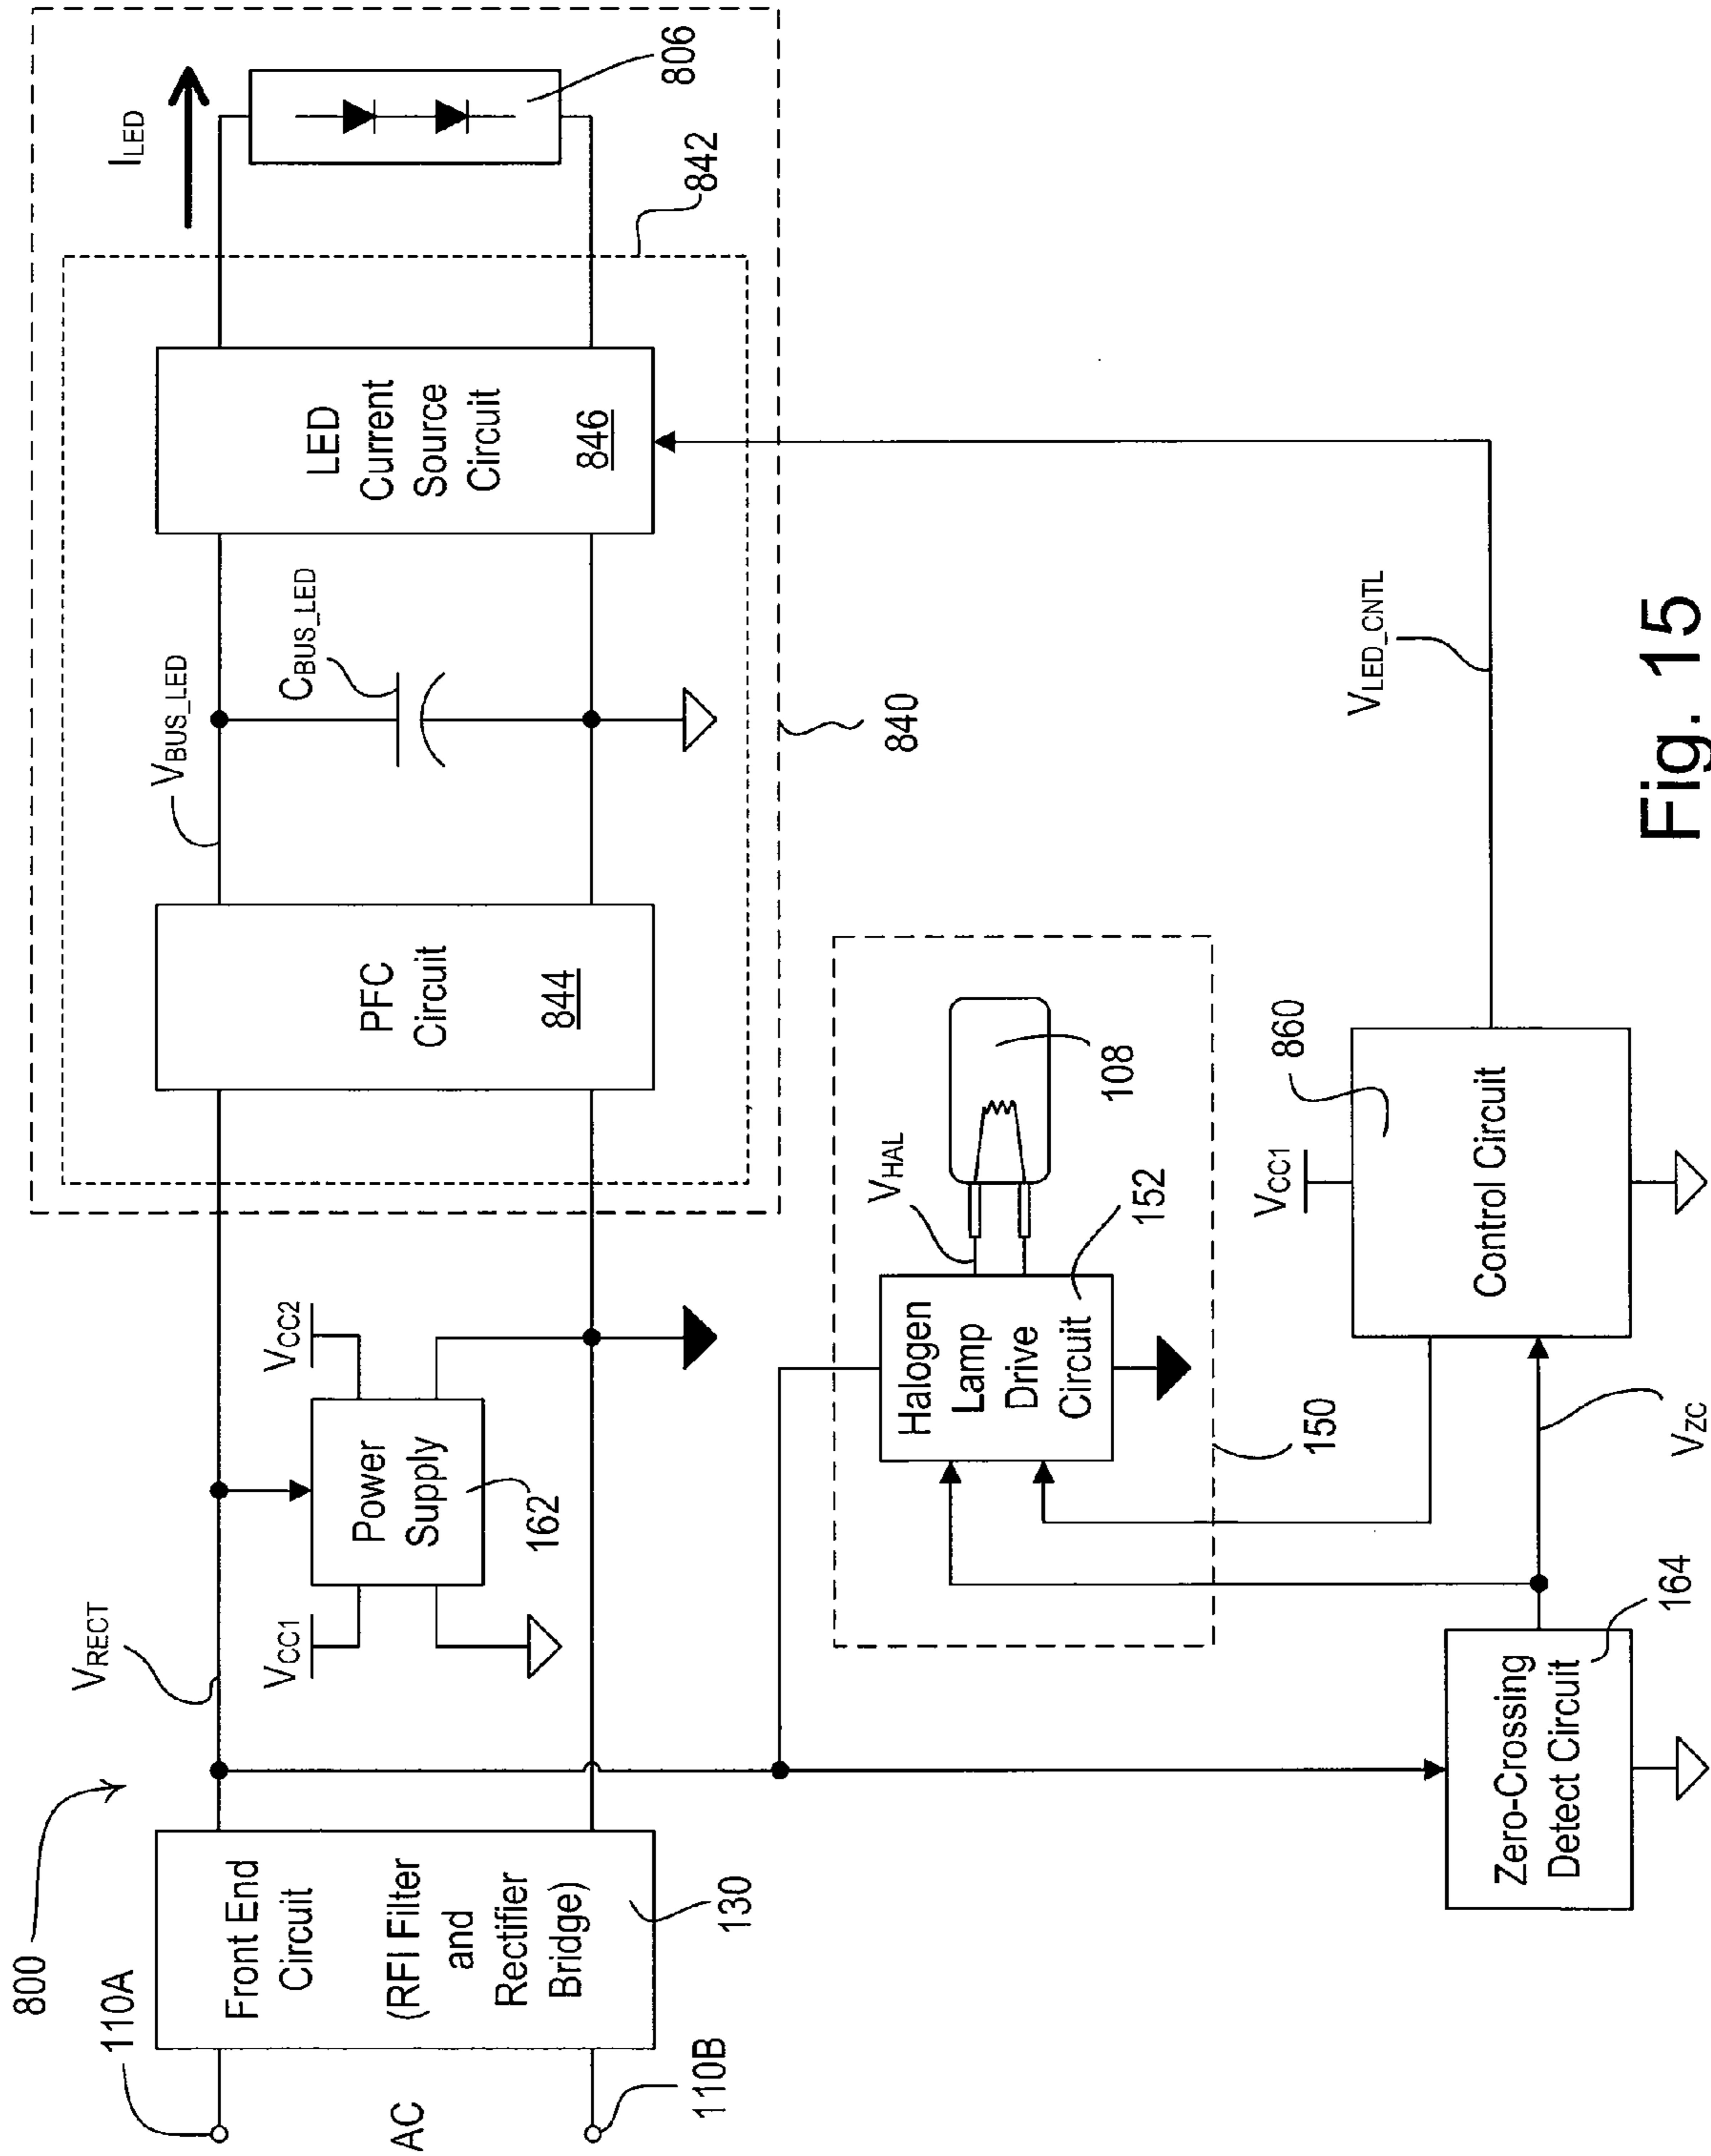 800
110A
AC
110B
Front End
Circuit
(RFI Filter
and
Rectifier
Bridge)
130
VRECT
VCC1
VCC2
Power
Supply
162
PFC
Circuit
844
VBUS_LED
CBUS_LED
LED
Current
Source
Circuit
846
ILED
806
842
840
Halogen
Lamp
Drive
Circuit
152
VHAL
108
150
Zero-Crossing
Detect Circuit
164
VZC
VCC1
860
Control Circuit
VLED_CNTL
Fig. 15